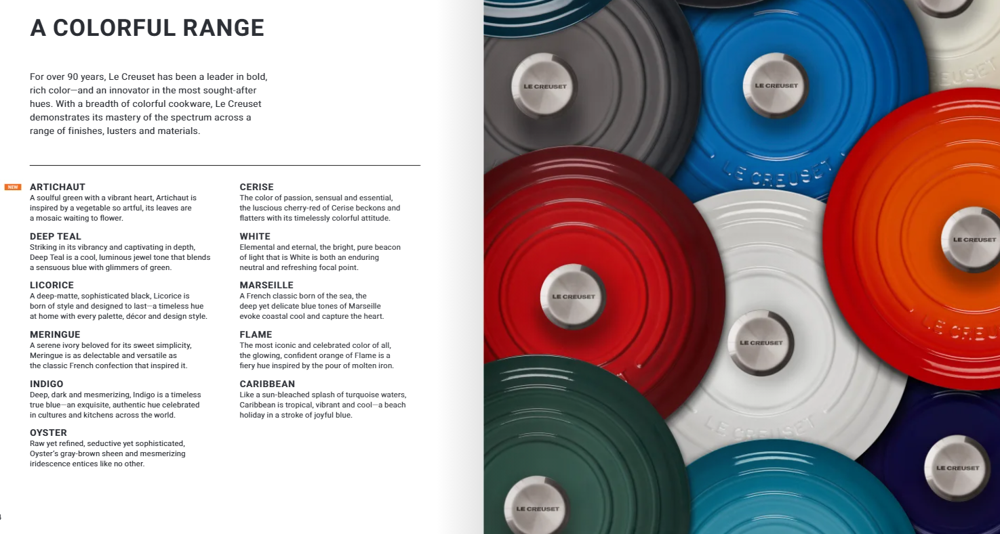 A COLORFUL RANGE
For over 90 years, Le Creuset has been a leader in bold,
rich color—and an innovator in the most sought-after
hues. With a breadth of colorful cookware, Le Creuset
demonstrates its mastery of the spectrum across a
range of finishes, lusters and materials.
NEW
ARTICHAUT
A soulful green with a vibrant heart, Artichaut is
inspired by a vegetable so artful, its leaves are
a mosaic waiting to flower.
DEEP TEAL
Striking in its vibrancy and captivating in depth,
Deep Teal is a cool, luminous jewel tone that blends
a sensuous blue with glimmers of green.
LICORICE
A deep-matte, sophisticated black, Licorice is
born of style and designed to last—a timeless hue
at home with every palette, décor and design style.
MERINGUE
A serene ivory beloved for its sweet simplicity,
Meringue is as delectable and versatile as
the classic French confection that inspired it.
INDIGO
Deep, dark and mesmerizing, Indigo is a timeless
true blue—an exquisite, authentic hue celebrated
in cultures and kitchens across the world.
OYSTER
Raw yet refined, seductive yet sophisticated,
Oyster's gray-brown sheen and mesmerizing
iridescence entices like no other.
CERISE
The color of passion, sensual and essential,
the luscious cherry-red of Cerise beckons and
flatters with its timelessly colorful attitude.
WHITE
Elemental and eternal, the bright, pure beacon
of light that is White is both an enduring
neutral and refreshing focal point.
MARSEILLE
A French classic born of the sea, the
deep yet delicate blue tones of Marseille
evoke coastal cool and capture the heart.
FLAME
The most iconic and celebrated color of all,
the glowing, confident orange of Flame is a
fiery hue inspired by the pour of molten iron.
CARIBBEAN
Like a sun-bleached splash of turquoise waters,
Caribbean is tropical, vibrant and cool—a beach
holiday in a stroke of joyful blue.
LE CREUSET
LE CREUSET
CREUSET
LE CREUSET
LE CREUSET
LE CREUSET
LE CREU
LE CREUSET
LE CREUSET
LE CREUSET
LE CREUSET
LE CREUSET